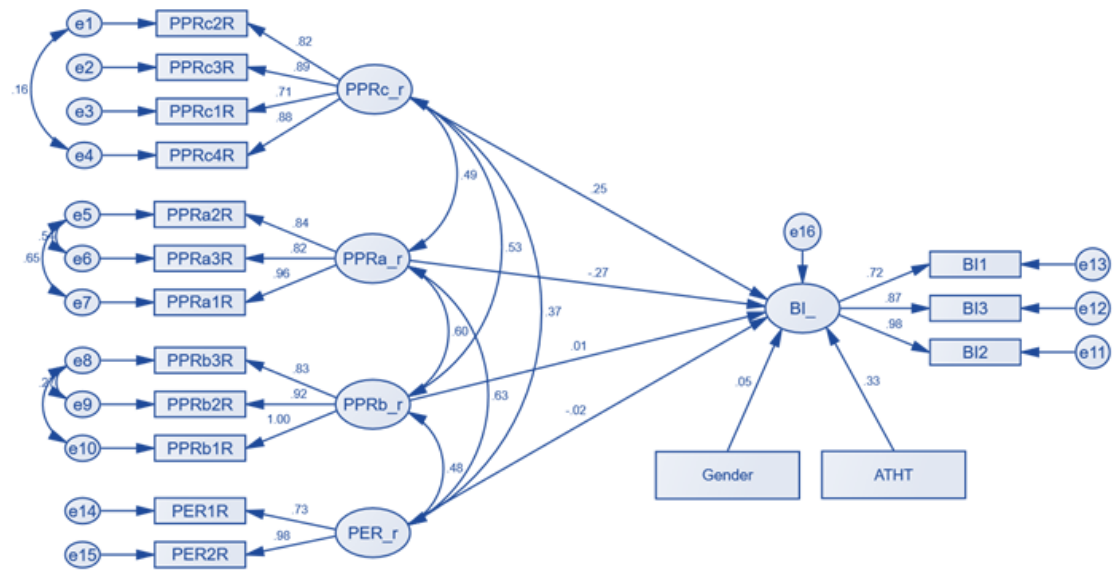 e1 PPRc2R .82
e2 PPRc3R .89
.16 PPRc_r
e3 PPRc1R .71
e4 PPRc4R .88
.49 .25
e5 PPRa2R .84
e6 PPRa3R .82 .53
.65 PPRa_r -.27
e7 PPRa1R .96
e16
.72 BI1 e13
BI_ .87 BI3 e12
.98 BI2 e11
.60 .37
.01
e8 PPRb3R .83
e9 PPRb2R .92 .63
PPRb_r -.02
e10 PPRb1R 1.00
.05 .33
.48 Gender ATHT
e14 PER1R .73
PER_r
e15 PER2R .98